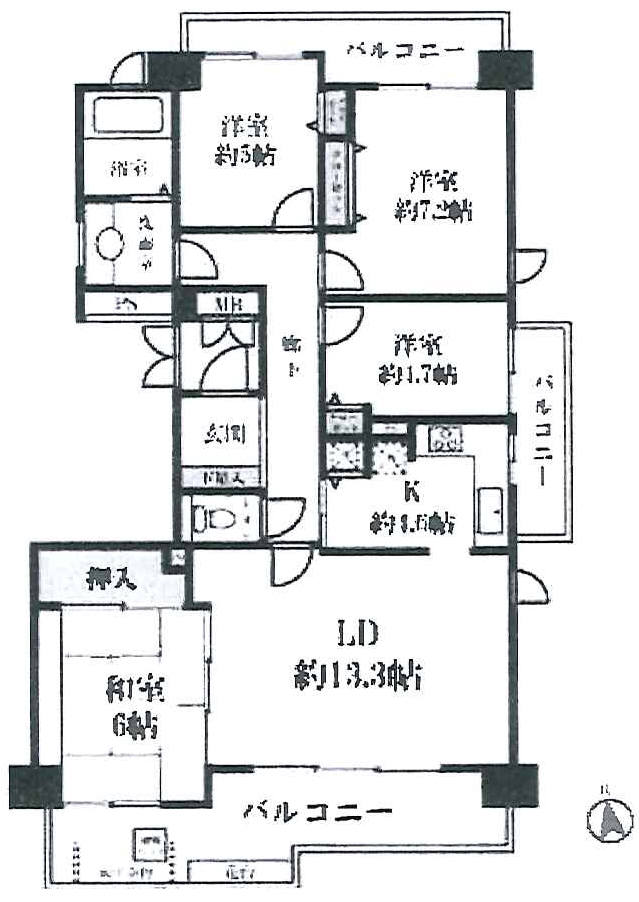 バルコニー
洋室
約5帖
浴室
洋室
約7.2帖
洗面室
MB
廊下
洋室
約4.7帖
バルコニー
玄関
下足入
K
約4.6帖
押入
LD
約13.3帖
和室
6帖
バルコニー